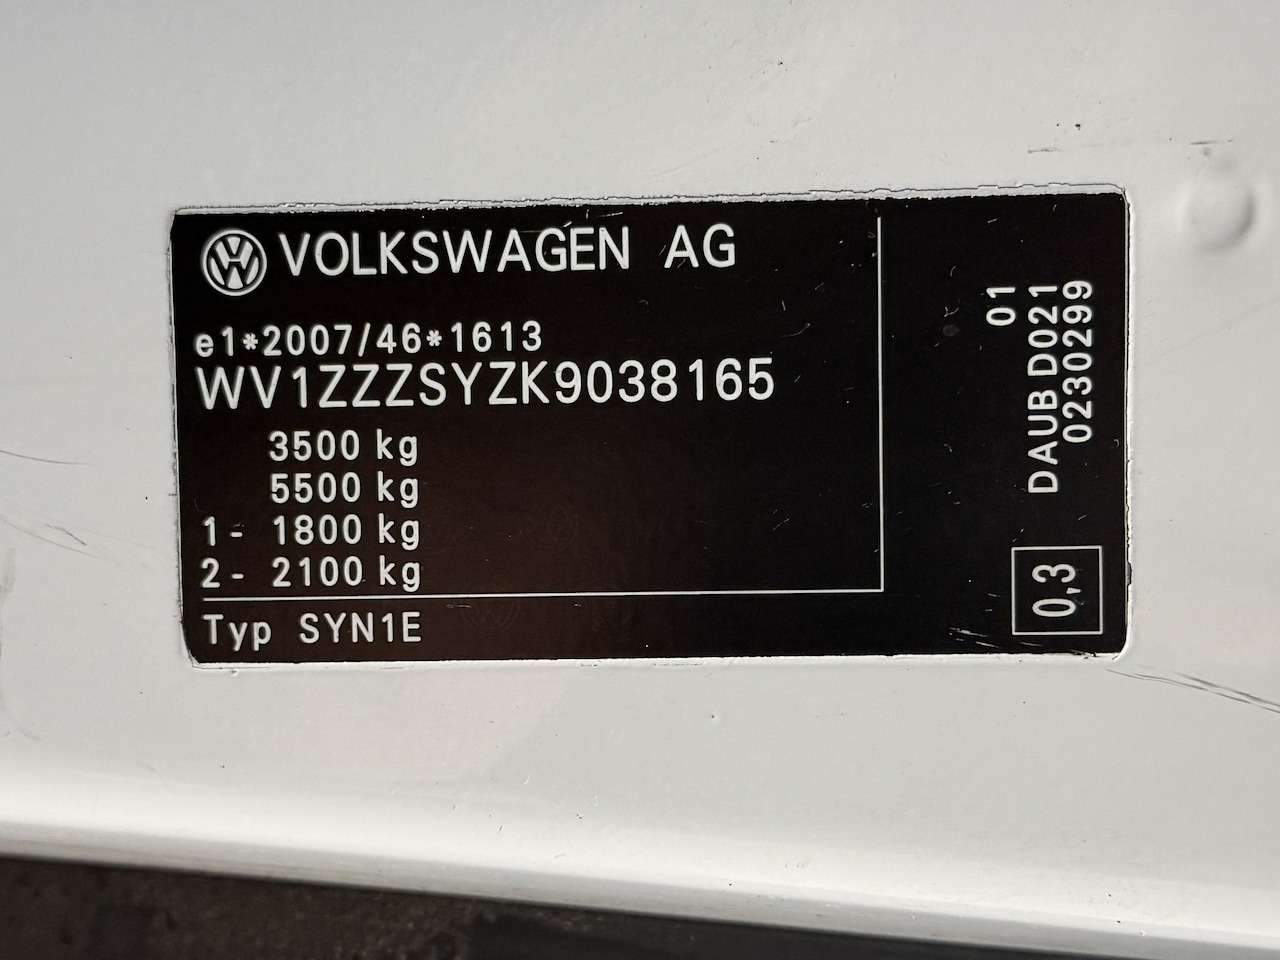 VOLKSWAGEN AG
e1*2007/46*1613
WV1ZZZSYZK9038165
3500 kg
5500 kg
1- 1800 kg
2- 2100 kg
Typ SYN1E
01
DAUB D021
0230299
0,3